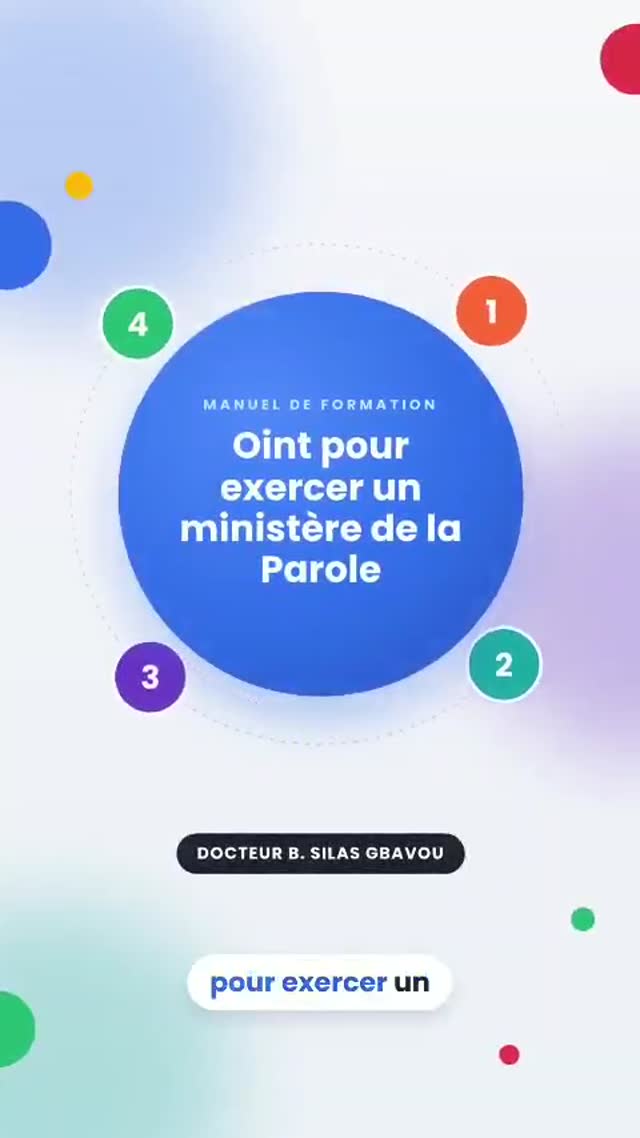 4
1
MANUEL DE FORMATION
Oint pour
exercer un
ministère de la
Parole
3
2
DOCTEUR B. SILAS GBAVOU
pour exercer un